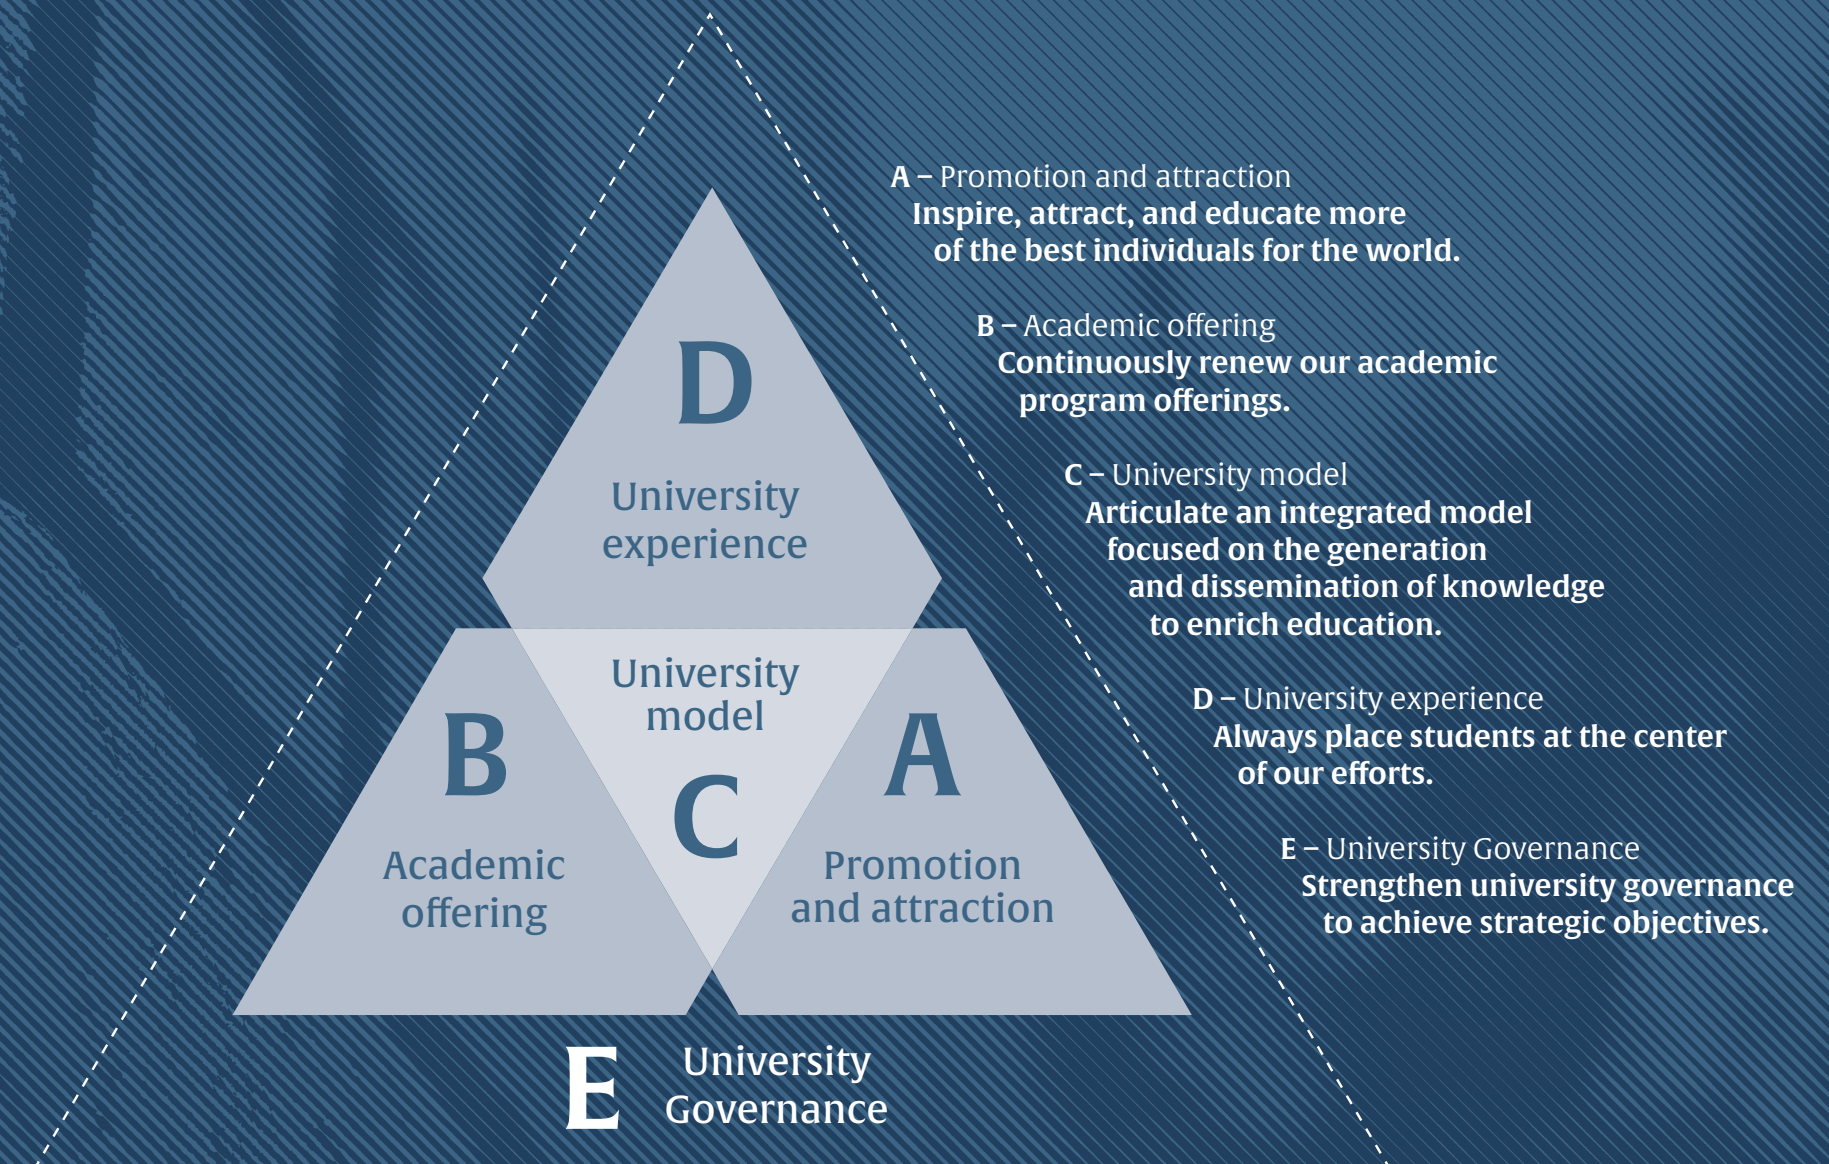 D
University
experience
University
model
C
B
Academic
offering
A
Promotion
and attraction
E
University
Governance
A – Promotion and attraction
Inspire, attract, and educate more
of the best individuals for the world.
B – Academic offering
Continuously renew our academic
program offerings.
C – University model
Articulate an integrated model
focused on the generation
and dissemination of knowledge
to enrich education.
D – University experience
Always place students at the center
of our efforts.
E – University Governance
Strengthen university governance
to achieve strategic objectives.